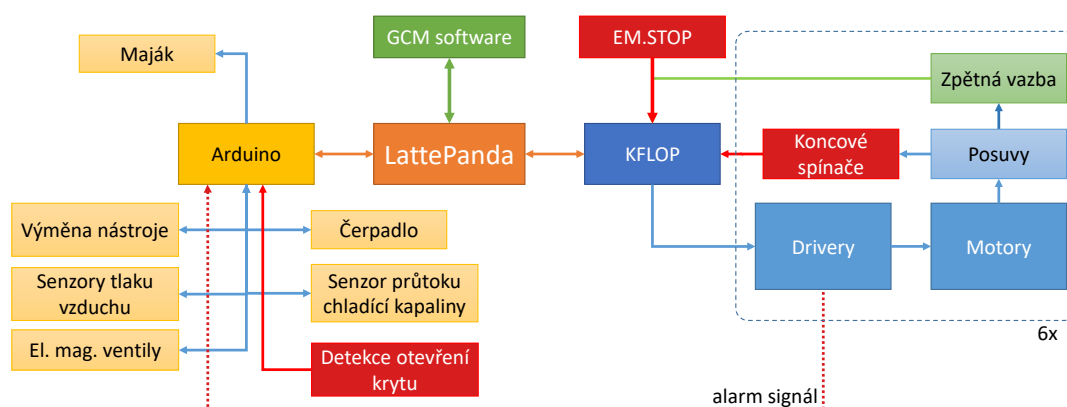 Maják
GCM software
EM.STOP
Zpětná vazba
Arduino
LattePanda
KFLOP
Koncové
spínače
Posuvy
Výměna nástroje
Čerpadlo
Drivery
Motory
Senzory tlaku
vzduchu
Senzor průtoku
chladící kapaliny
El. mag. ventily
Detekce otevření
krytu
6x
alarm signál